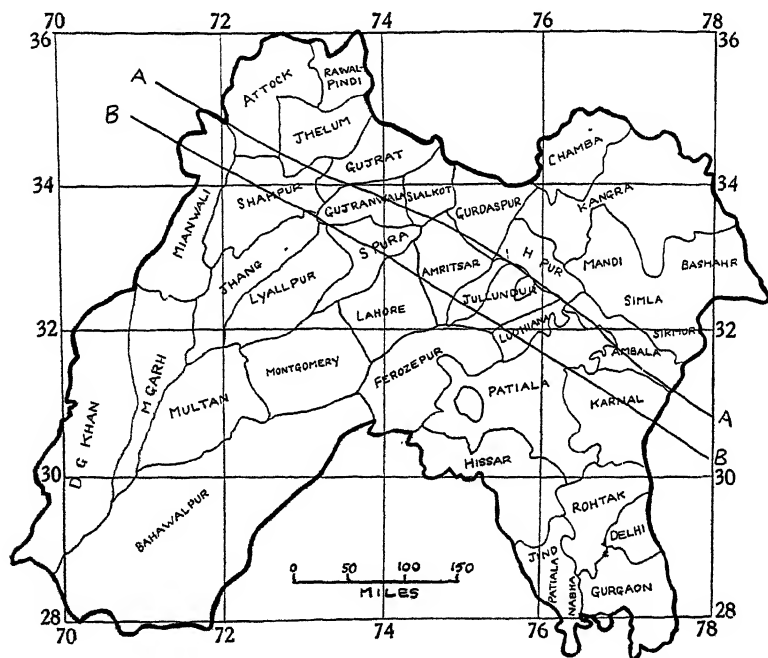 70 72 74 76 78
36 36
A
B
ATTOCK
RAWAL-
PINDI
JHELUM
GUJRAT
CHAMBA
34 34
MIANWALI
SHAHPUR
GUJRANWALA
SIALKOT
GURDASPUR
KANGRA
JHANG
LYALLPUR
S PURA
AMRITSAR
H PUR
MANDI
BASHAHR
JULLUNDUR
SIMLA
32 32
LAHORE
LUDHIANA
SIRMUR
AMBALA
M GARH
MULTAN
MONTGOMERY
FEROZEPUR
PATIALA
KARNAL
A
B
D G KHAN
HISSAR
30 30
BAHAWALPUR
ROHTAK
DELHI
JIND
PATIALA
NABHA
GURGAON
0 50 100 150
MILES
28 28
70 72 74 76 78